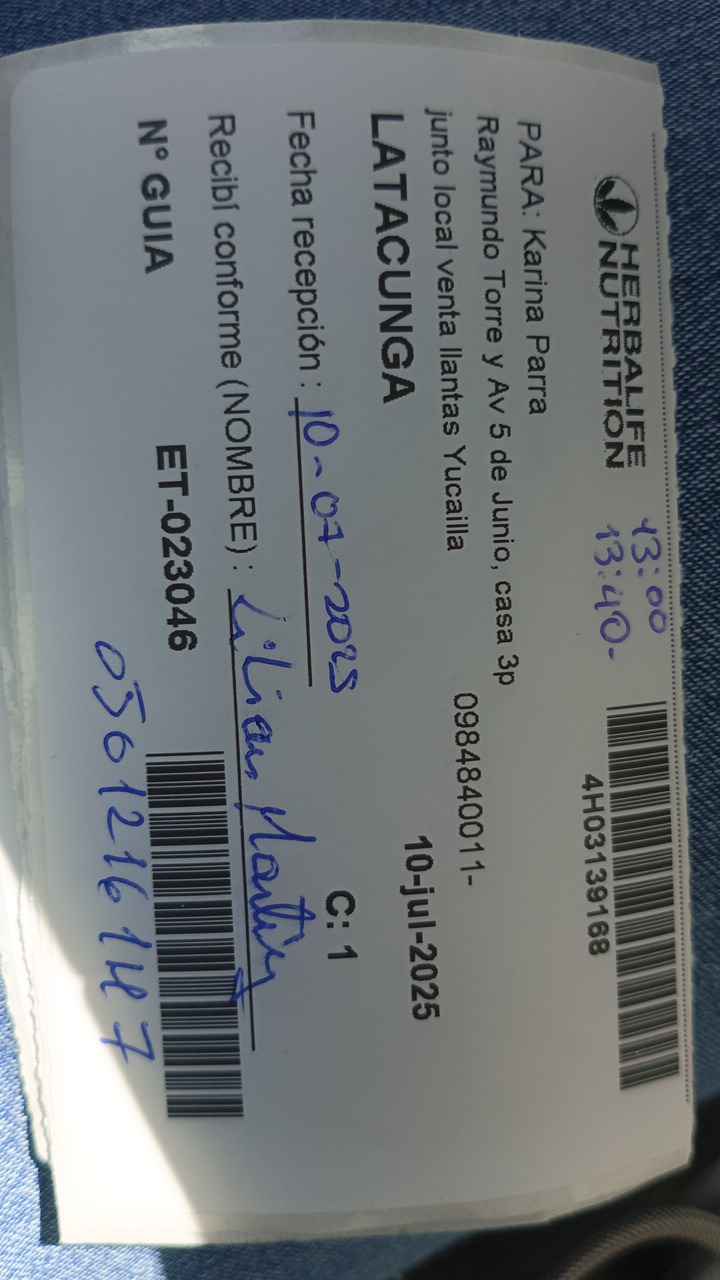 HERBALIFE
NUTRITION
13:00
13:40-
4H03139168
PARA: Karina Parra
Raymundo Torre y Av 5 de Junio, casa 3p
junto local venta llantas Yucailla 0984840011-
LATACUNGA 10-jul-2025
Fecha recepción : 10-07-2025 C: 1
Recibí conforme (NOMBRE) : Lilian
Nº GUIA ET-023046
0501216147